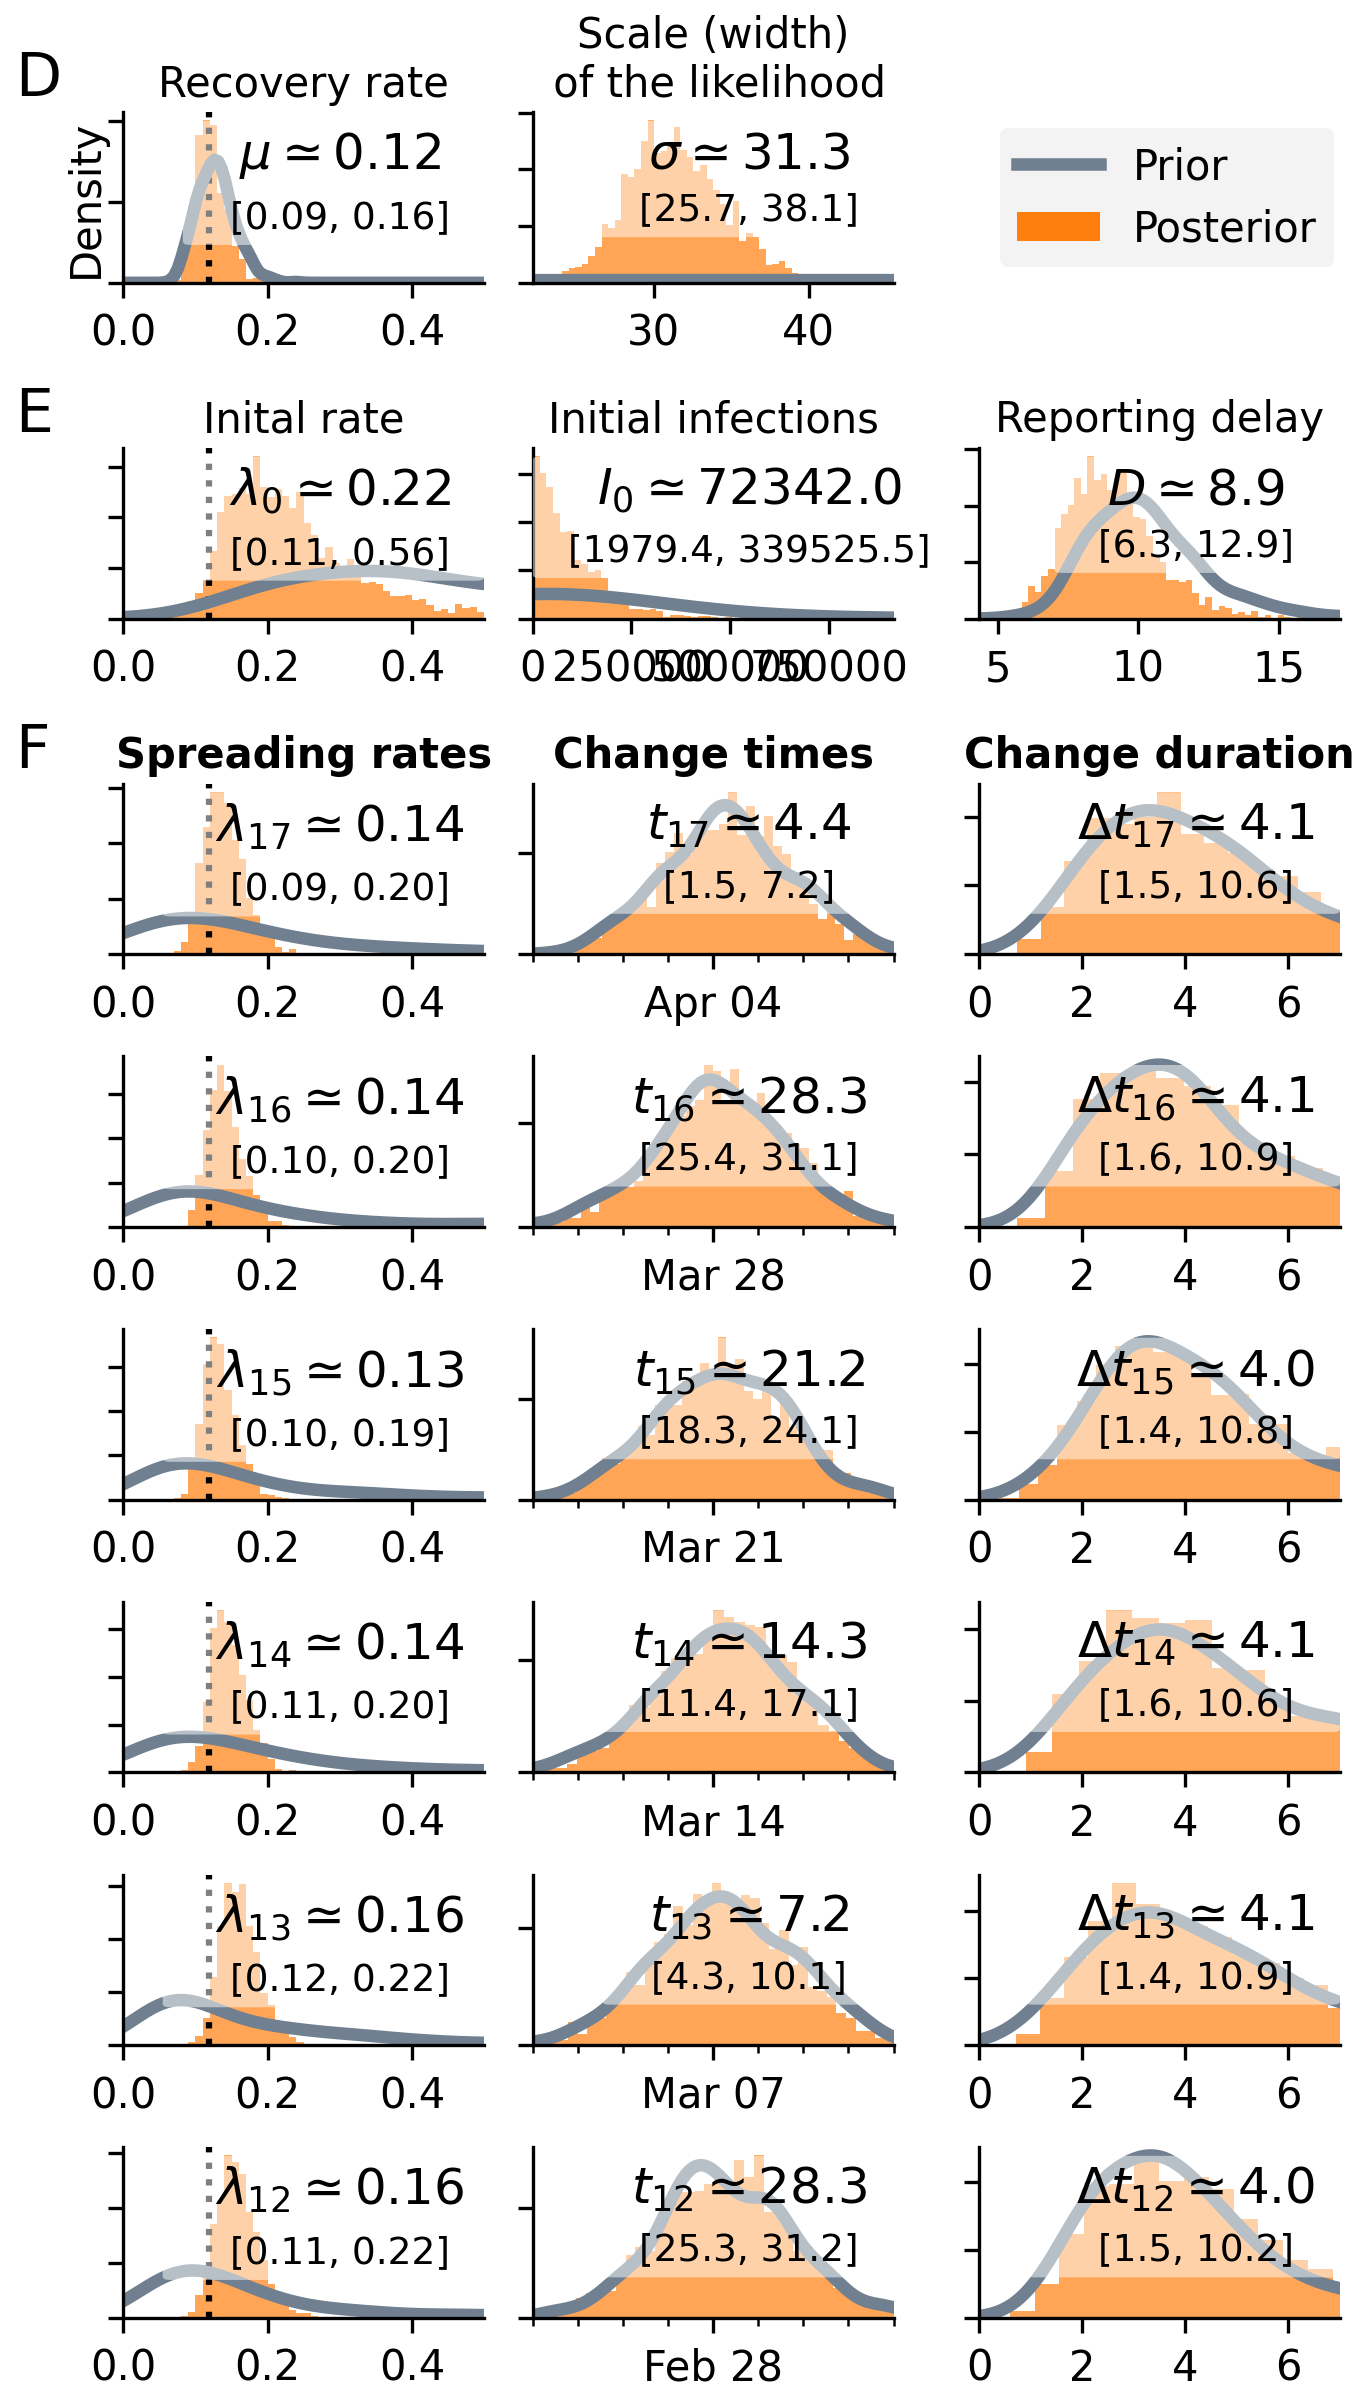 D
Recovery rate
Scale (width)
of the likelihood
Density
μ ≃ 0.12
[0.09, 0.16]
0.0 0.2 0.4
σ ≃ 31.3
[25.7, 38.1]
30 40
Prior
Posterior
E
Inital rate
λ0 ≃ 0.22
[0.11, 0.56]
0.0 0.2 0.4
Initial infections
I0 ≃ 72342.0
[1979.4, 339525.5]
0 250000 500000 750000
Reporting delay
D ≃ 8.9
[6.3, 12.9]
5 10 15
F
Spreading rates
Change times
Change duration
λ17 ≃ 0.14
[0.09, 0.20]
0.0 0.2 0.4
t17 ≃ 4.4
[1.5, 7.2]
Apr 04
Δt17 ≃ 4.1
[1.5, 10.6]
0 2 4 6
λ16 ≃ 0.14
[0.10, 0.20]
0.0 0.2 0.4
t16 ≃ 28.3
[25.4, 31.1]
Mar 28
Δt16 ≃ 4.1
[1.6, 10.9]
0 2 4 6
λ15 ≃ 0.13
[0.10, 0.19]
0.0 0.2 0.4
t15 ≃ 21.2
[18.3, 24.1]
Mar 21
Δt15 ≃ 4.0
[1.4, 10.8]
0 2 4 6
λ14 ≃ 0.14
[0.11, 0.20]
0.0 0.2 0.4
t14 ≃ 14.3
[11.4, 17.1]
Mar 14
Δt14 ≃ 4.1
[1.6, 10.6]
0 2 4 6
λ13 ≃ 0.16
[0.12, 0.22]
0.0 0.2 0.4
t13 ≃ 7.2
[4.3, 10.1]
Mar 07
Δt13 ≃ 4.1
[1.4, 10.9]
0 2 4 6
λ12 ≃ 0.16
[0.11, 0.22]
0.0 0.2 0.4
t12 ≃ 28.3
[25.3, 31.2]
Feb 28
Δt12 ≃ 4.0
[1.5, 10.2]
0 2 4 6